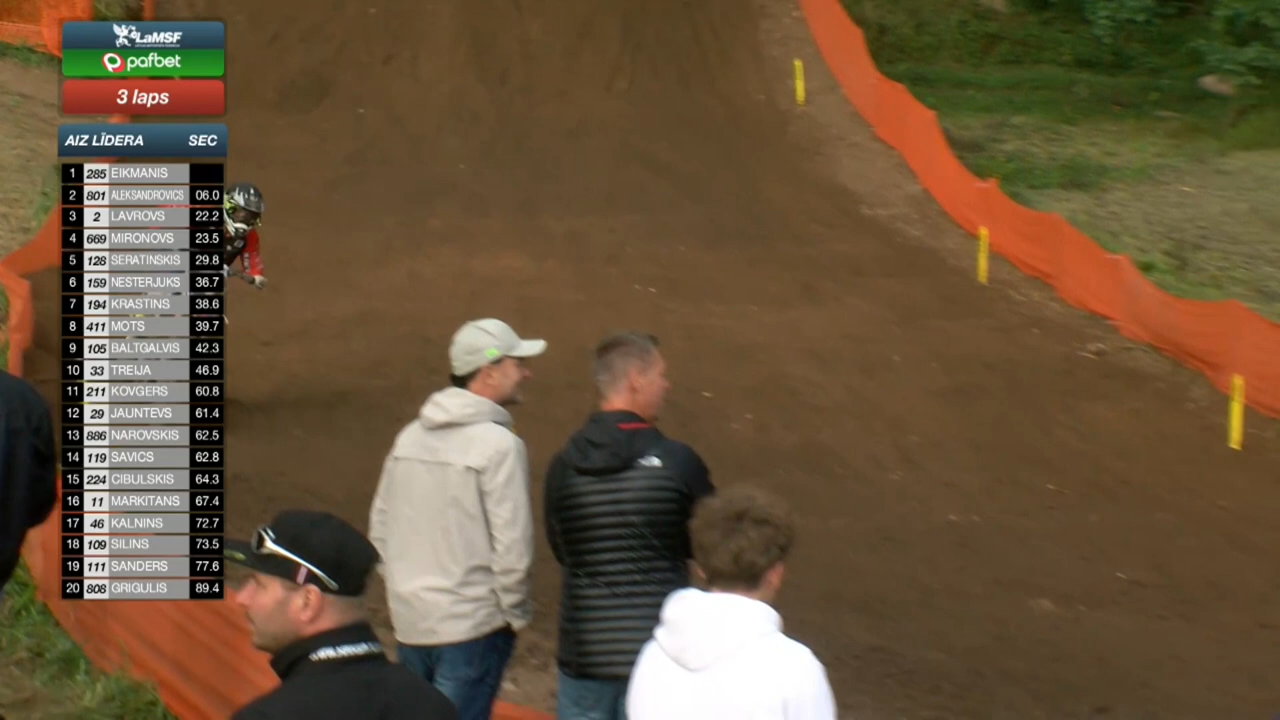 LaMSF
pafbet
3 laps
AIZ LĪDERA SEC
1 285 EIKMANIS
2 801 ALEKSANDROVICS 06.0
3 2 LAVROVS 22.2
4 669 MIRONOVS 23.5
5 128 SERATINSKIS 29.8
6 159 NESTERJUKS 36.7
7 194 KRASTINS 38.6
8 411 MOTS 39.7
9 105 BALTGALVIS 42.3
10 33 TREIJA 46.9
11 211 KOVGERS 60.8
12 29 JAUNTEVS 61.4
13 886 NAROVSKIS 62.5
14 119 SAVICS 62.8
15 224 CIBULSKIS 64.3
16 11 MARKITANS 67.4
17 46 KALNINS 72.7
18 109 SILINS 73.5
19 111 SANDERS 77.6
20 808 GRIGULIS 89.4